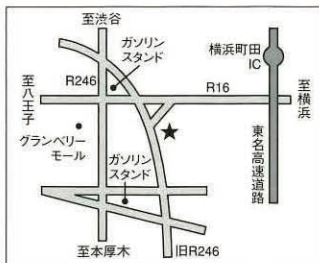 至渋谷
ガソリン
スタンド
横浜町田
IC
R246
R16
至八王子
至横浜
グランベリー
モール
ガソリン
スタンド
東名高速道路
至本厚木
旧R246